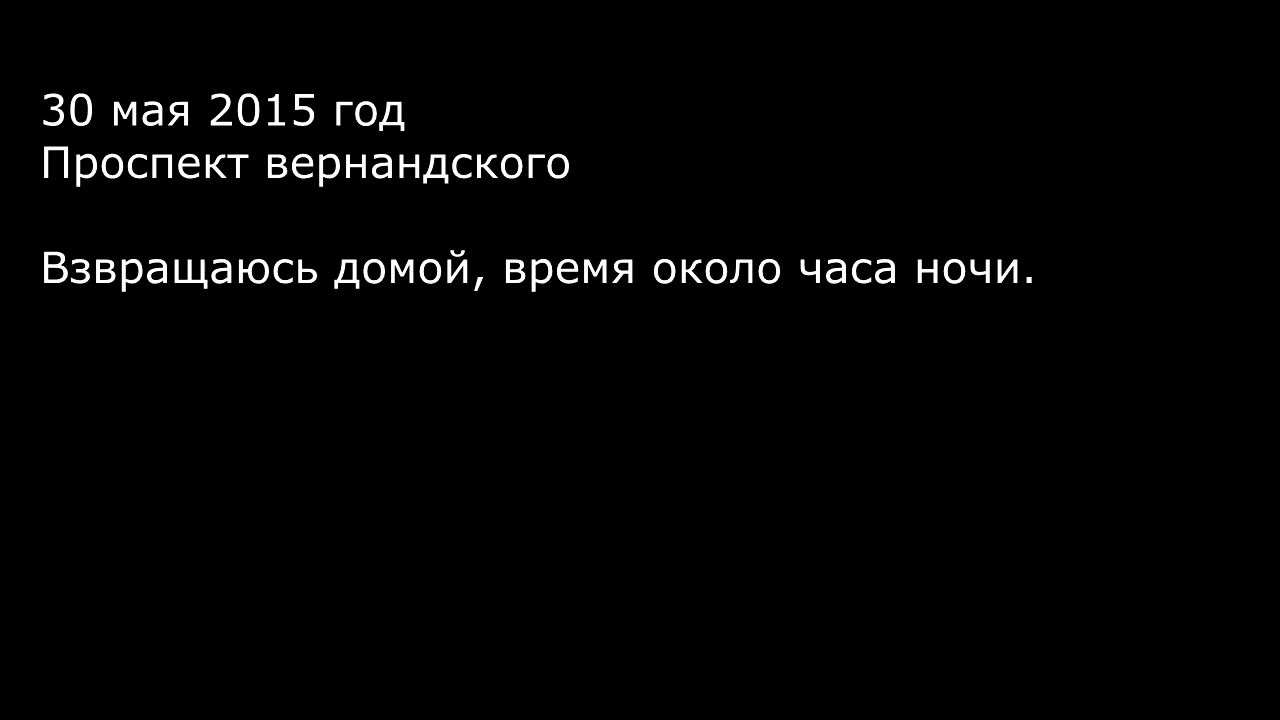 30 мая 2015 год
Проспект вернандского
Взвращаюсь домой, время около часа ночи.